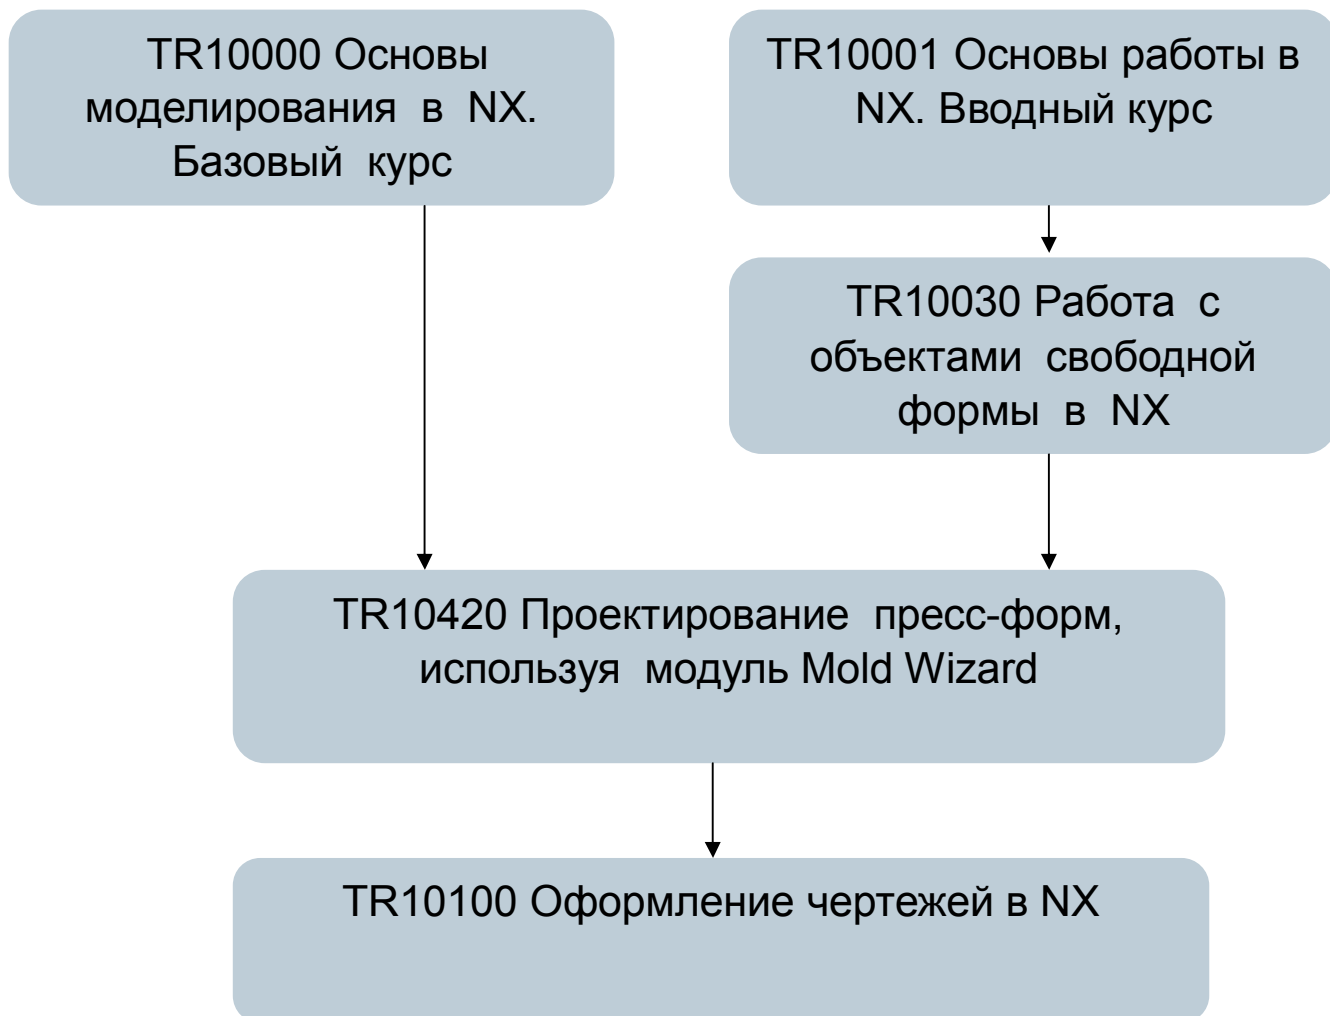 TR10000 Основы
моделирования в NX.
Базовый курс
TR10001 Основы работы в
NX. Вводный курс
TR10030 Работа с
объектами свободной
формы в NX
TR10420 Проектирование пресс-форм,
используя модуль Mold Wizard
TR10100 Оформление чертежей в NX